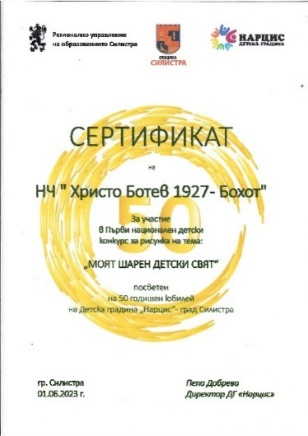 Регионално управление
на образованието Силистра
ОБЩИНА
СИЛИСТРА
НАРЦИС
ДЕТСКА ГРАДИНА
СЕРТИФИКАТ
на
НЧ " Христо Ботев 1927- Бохот"
50
За участие
в Първи национален детски
конкурс за рисунка на тема:
„МОЯТ ШАРЕН ДЕТСКИ СВЯТ“
посветен
на 50 годишен юбилей
на Детска градина „Нарцис“- град Силистра
гр. Силистра
01.06.2023 г.
Пепа Добрева
Директор ДГ «Нарцис»